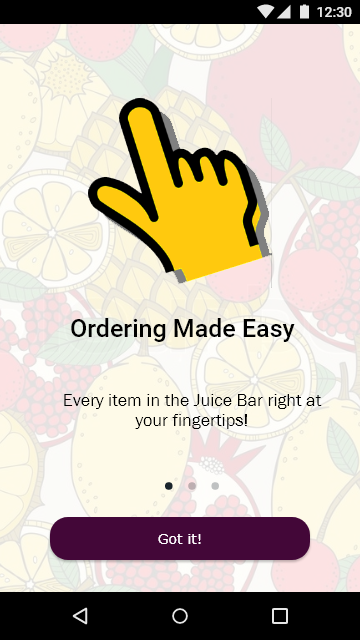 12:30
Ordering Made Easy
Every item in the Juice Bar right at
your fingertips!
Got it!